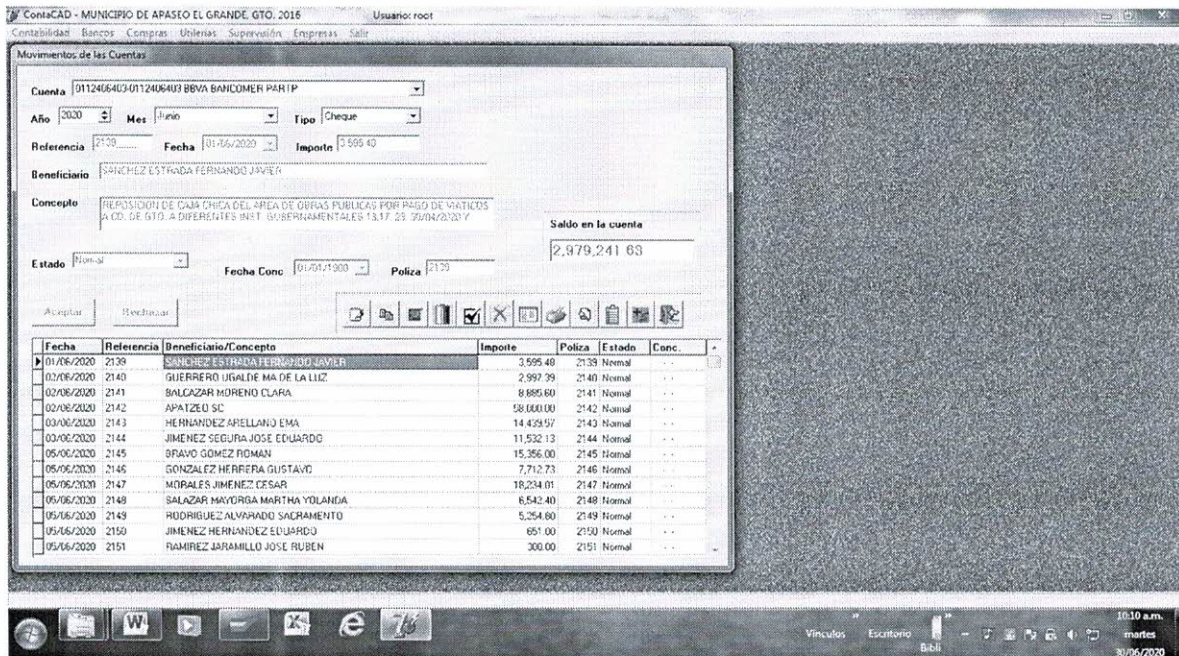 ContaCAD - MUNICIPIO DE APASEO EL GRANDE, GTO. 2016 Usuario: root
Contabilidad Bancos Compras Utilerias Supervisión Empresas Salir
Movimientos de las Cuentas
Cuenta 0112406403-0112406403 BBVA BANCOMER PARTP
Año 2020 Mes Junio Tipo Cheque
Referencia 2139 Fecha 01/06/2020 Importe 3,595.48
Beneficiario SANCHEZ ESTRADA FERNANDO JAVIER
Concepto REPOSICION DE CAJA CHICA DEL AREA DE OBRAS PUBLICAS POR PAGO DE VIATICOS
A CD. DE GTO. A DIFERENTES INST. GUBERNAMENTALES 13,17, 23, 30/04/2020 Y
Saldo en la cuenta
2,979,241.63
Estado Normal Fecha Conc 01/01/1900 Poliza 2139
Aceptar Rechazar
Fecha Referencia Beneficiario/Concepto Importe Poliza Estado Conc.
01/06/2020 2139 SANCHEZ ESTRADA FERNANDO JAVIER 3,595.48 2139 Normal
02/06/2020 2140 GUERRERO UGALDE MA DE LA LUZ 2,997.39 2140 Normal
02/06/2020 2141 BALCAZAR MORENO CLARA 8,885.60 2141 Normal
02/06/2020 2142 APATZEO SC 58,000.00 2142 Normal
03/06/2020 2143 HERNANDEZ ARELLANO EMA 14,439.57 2143 Normal
03/06/2020 2144 JIMENEZ SEGURA JOSE EDUARDO 11,532.13 2144 Normal
05/06/2020 2145 BRAVO GOMEZ ROMAN 15,356.00 2145 Normal
05/06/2020 2146 GONZALEZ HERRERA GUSTAVO 7,712.73 2146 Normal
05/06/2020 2147 MORALES JIMENEZ CESAR 18,234.01 2147 Normal
05/06/2020 2148 SALAZAR MAYORGA MARTHA YOLANDA 6,542.40 2148 Normal
05/06/2020 2149 RODRIGUEZ ALVARADO SACRAMENTO 5,254.80 2149 Normal
05/06/2020 2150 JIMENEZ HERNANDEZ EDUARDO 651.00 2150 Normal
05/06/2020 2151 RAMIREZ JARAMILLO JOSE RUBEN 300.00 2151 Normal
Vínculos Escritorio Bibli
10:10 a.m.
martes
30/06/2020